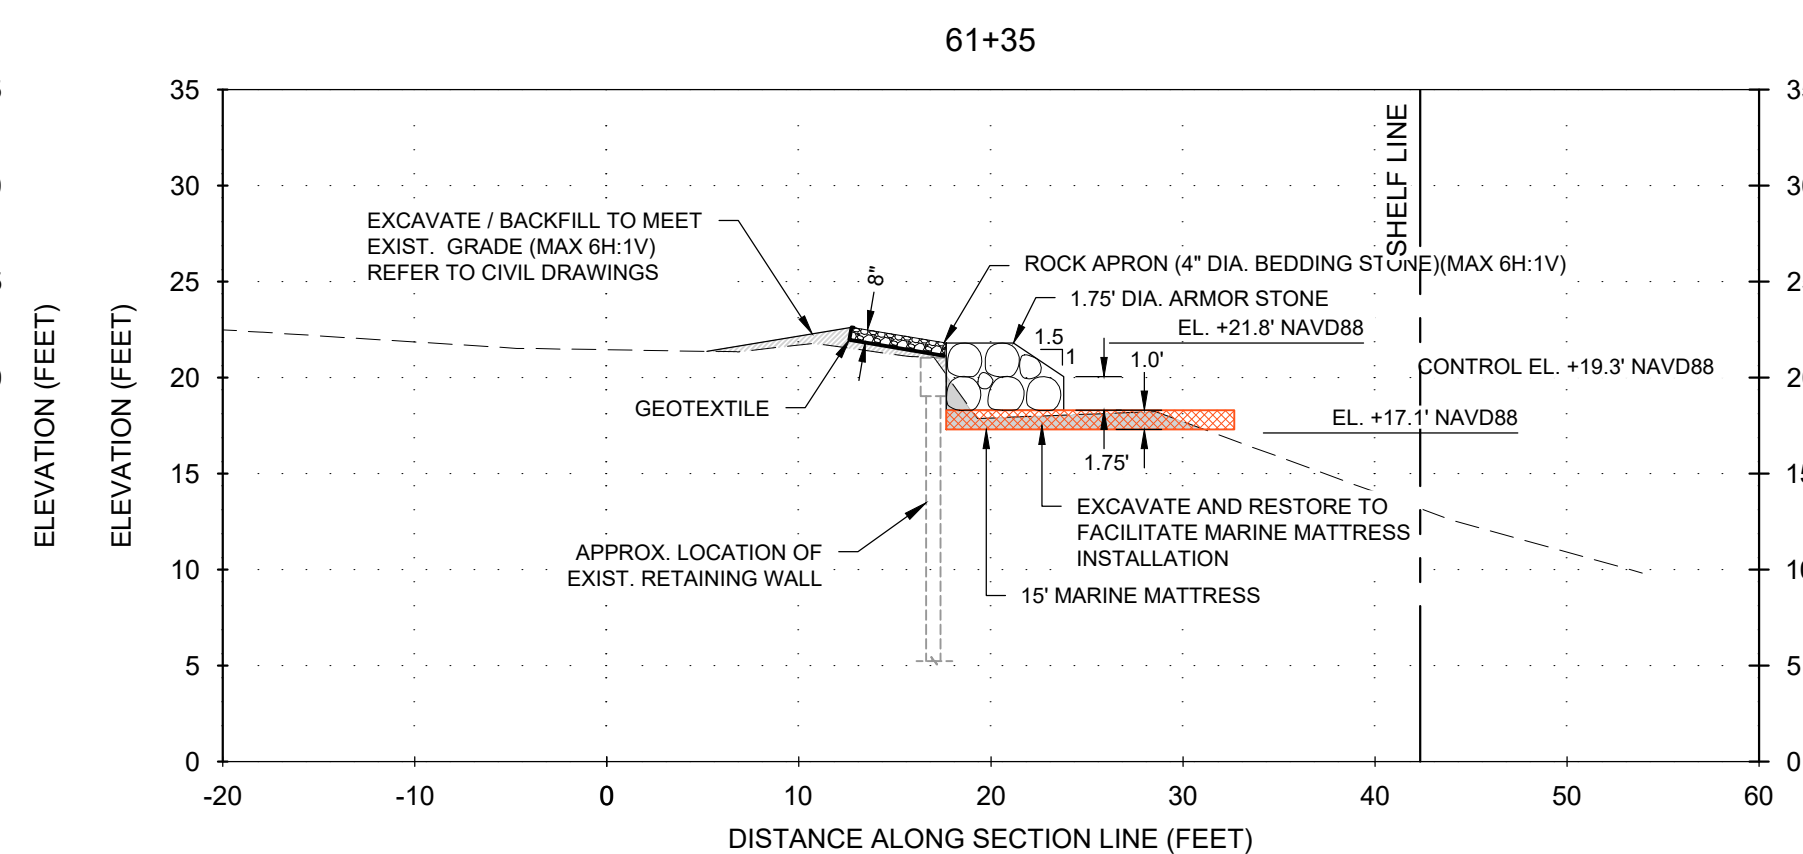 61+35
35
30
25
20
15
10
5
0
ELEVATION (FEET)
ELEVATION (FEET)
EXCAVATE / BACKFILL TO MEET
EXIST. GRADE (MAX 6H:1V)
REFER TO CIVIL DRAWINGS
8"
ROCK APRON (4" DIA. BEDDING STONE)(MAX 6H:1V)
1.75' DIA. ARMOR STONE
EL. +21.8' NAVD88
1.5
1
1.0'
CONTROL EL. +19.3' NAVD88
EL. +17.1' NAVD88
1.75'
GEOTEXTILE
EXCAVATE AND RESTORE TO
FACILITATE MARINE MATTRESS
INSTALLATION
APPROX. LOCATION OF
EXIST. RETAINING WALL
15' MARINE MATTRESS
SHELF LINE
5
0
-20
-10
0
10
20
30
40
50
60
DISTANCE ALONG SECTION LINE (FEET)